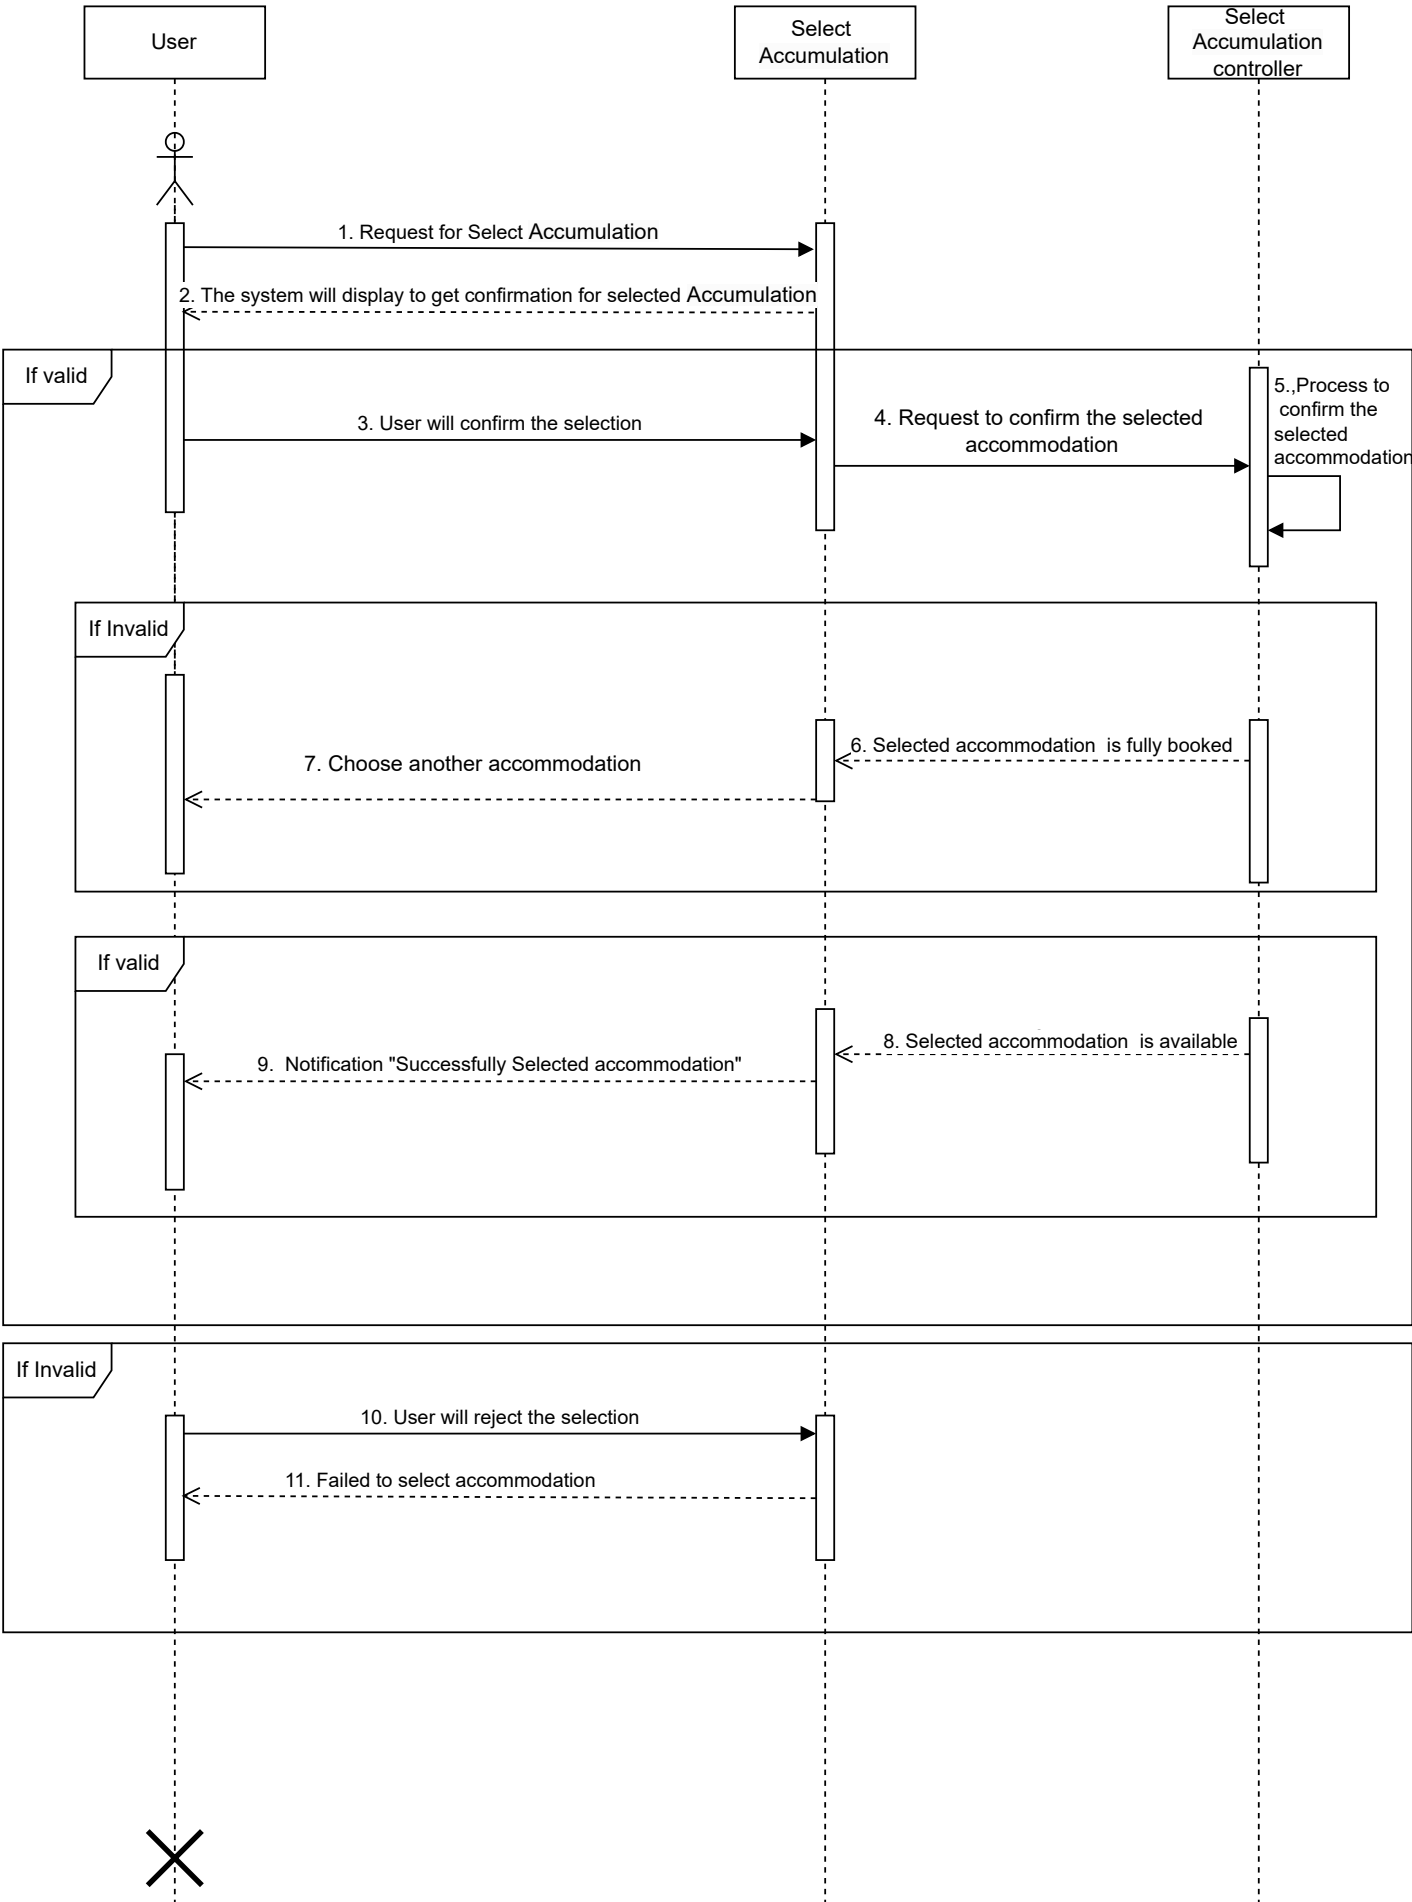 User
Select
Accumulation
Select
Accumulation
controller
1. Request for Select Accumulation
2. The system will display to get confirmation for selected Accumulation
If valid
3. User will confirm the selection
4. Request to confirm the selected
accommodation
5.,Process to
confirm the
selected
accommodation
If Invalid
6. Selected accommodation  is fully booked
7. Choose another accommodation
If valid
8. Selected accommodation  is available
9.  Notification "Successfully Selected accommodation"
If Invalid
10. User will reject the selection
11. Failed to select accommodation